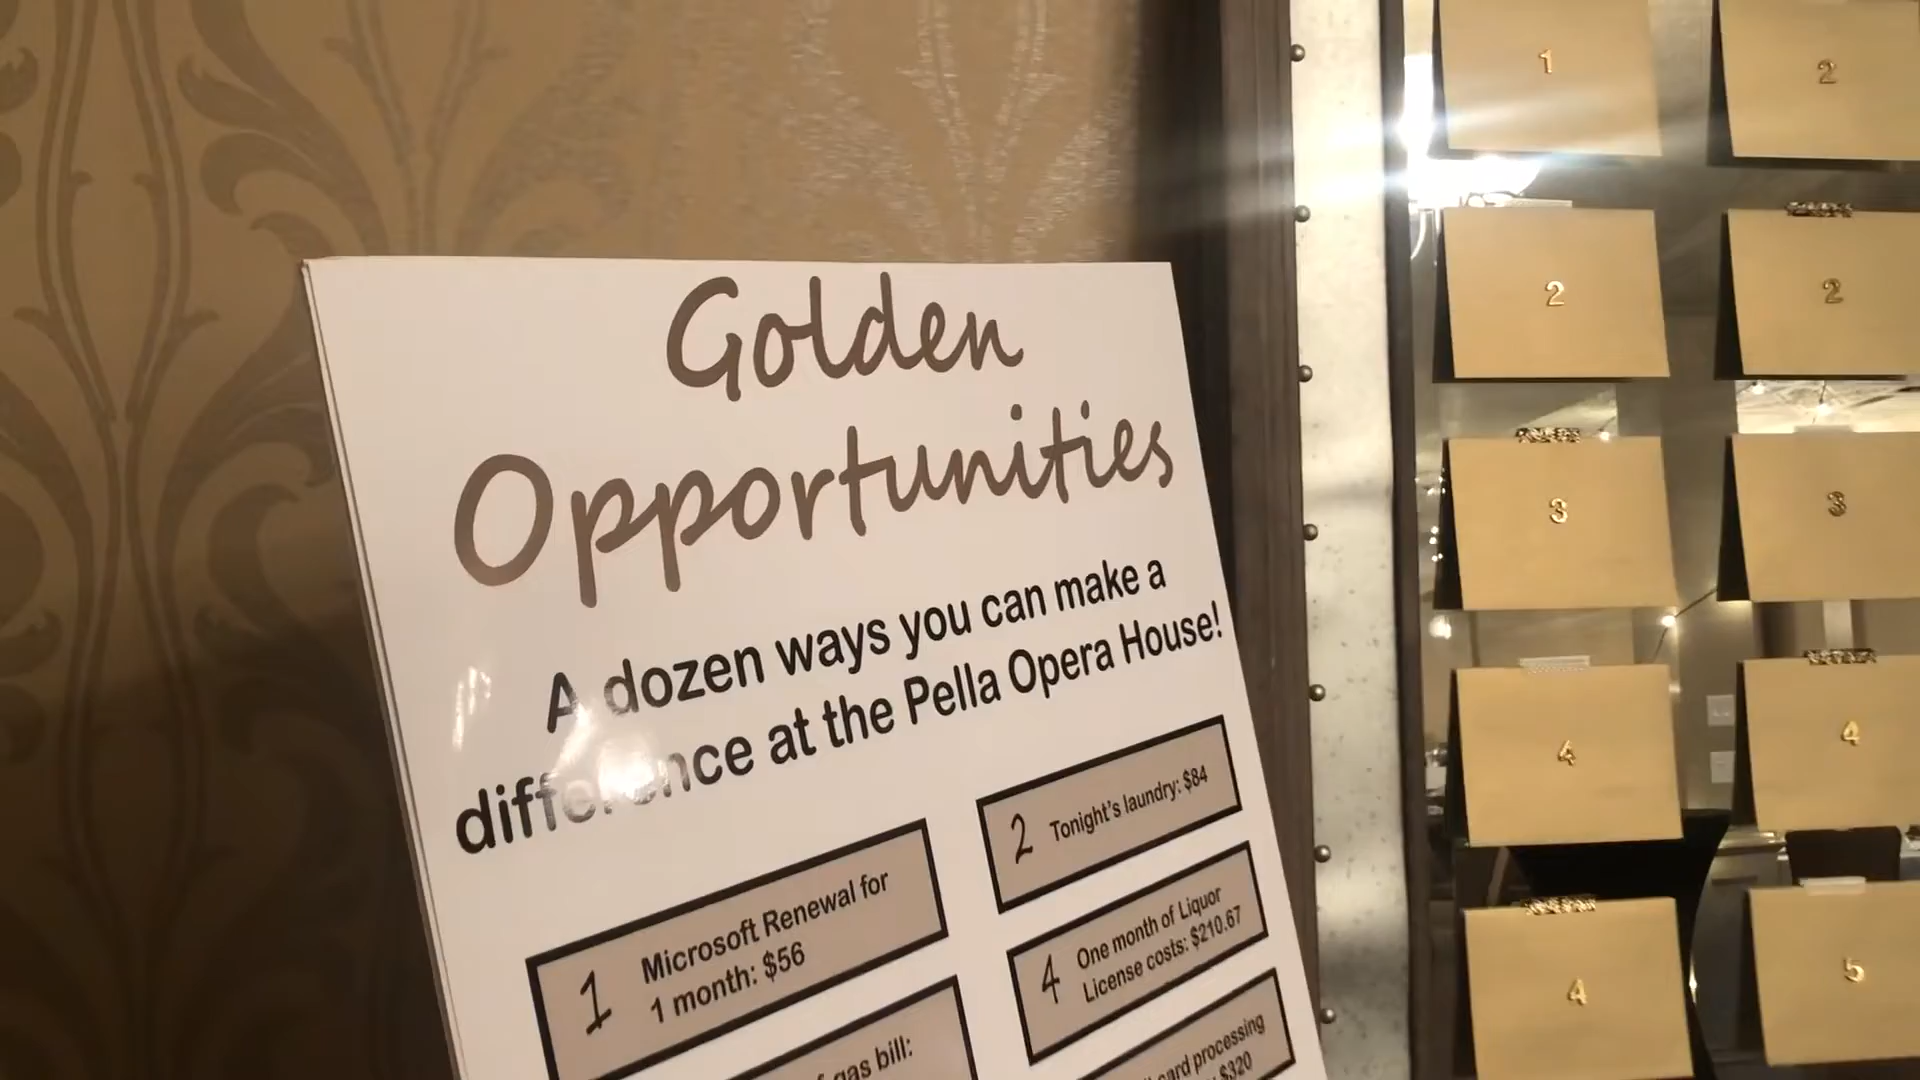 Golden
Opportunities
A dozen ways you can make a
difference at the Pella Opera House!
1 Microsoft Renewal for
1 month: $56
2 Tonight's laundry: $84
4 One month of Liquor
License costs: $210.67
gas bill:
card processing
$320
1
2
2
2
3
3
4
4
4
5